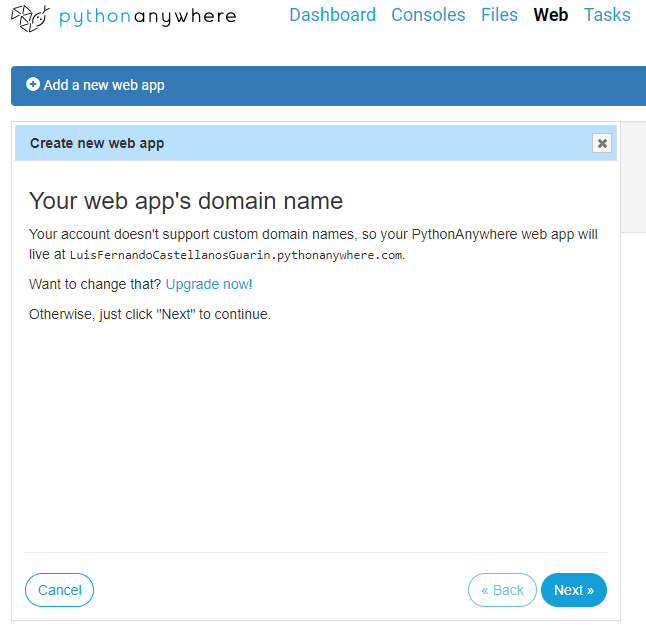 pythonanywhere
Dashboard Consoles Files Web Tasks
Add a new web app
Create new web app
Your web app's domain name
Your account doesn't support custom domain names, so your PythonAnywhere web app will
live at LuisFernandoCastellanosGuarin.pythonanywhere.com.
Want to change that? Upgrade now!
Otherwise, just click "Next" to continue.
Cancel
« Back
Next »